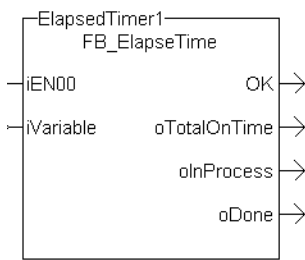 ElapsedTimer1
FB_ElapseTime
iEN00 OK
iVariable oTotalOnTime
oInProcess
oDone